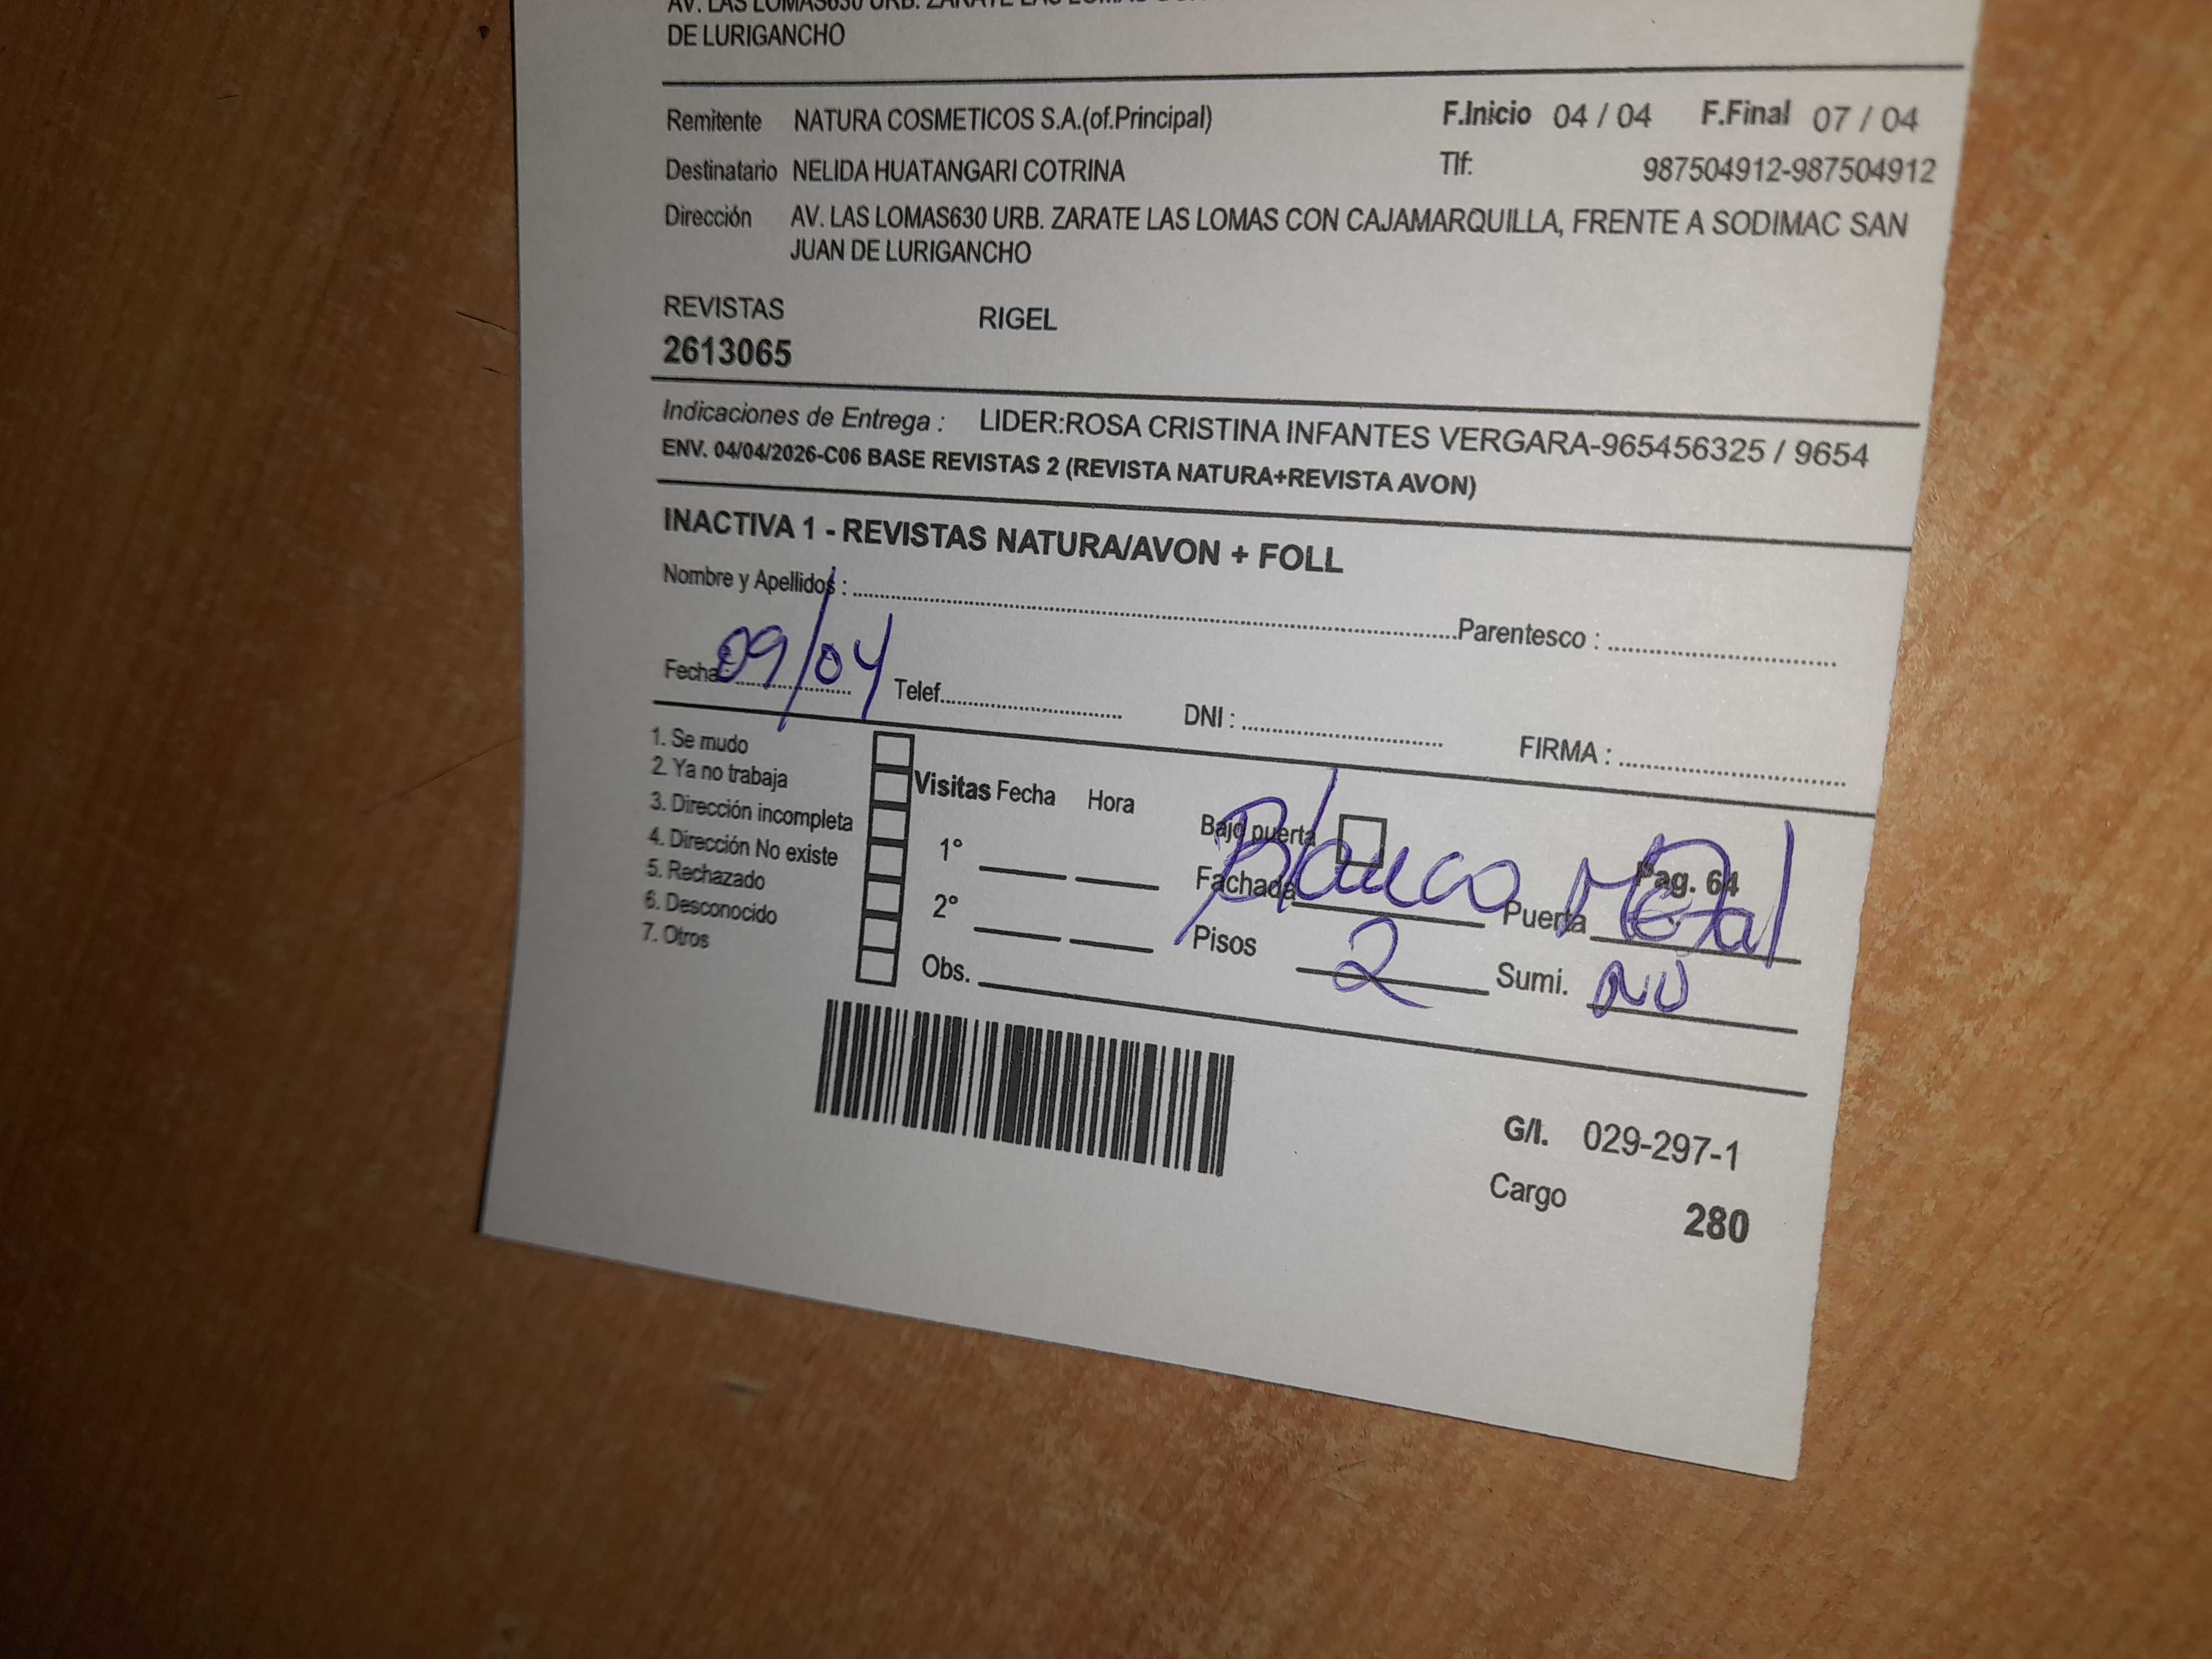 DE LURIGANCHO
Remitente NATURA COSMETICOS S.A.(of.Principal) F.Inicio 04 / 04 F.Final 07 / 04
Destinatario NELIDA HUATANGARI COTRINA Tlf: 987504912-987504912
Dirección AV. LAS LOMAS630 URB. ZARATE LAS LOMAS CON CAJAMARQUILLA, FRENTE A SODIMAC SAN
JUAN DE LURIGANCHO
REVISTAS RIGEL
2613065
Indicaciones de Entrega : LIDER:ROSA CRISTINA INFANTES VERGARA-965456325 / 9654
ENV. 04/04/2026-C06 BASE REVISTAS 2 (REVISTA NATURA+REVISTA AVON)
INACTIVA 1 - REVISTAS NATURA/AVON + FOLL
Nombre y Apellidos : Parentesco :
Fecha: 09/04 Telef. DNI : FIRMA :
1. Se mudo
2. Ya no trabaja
3. Dirección incompleta
4. Dirección No existe
5. Rechazado
6. Desconocido
7. Otros
Visitas Fecha Hora
1°
2°
Obs.
Bajo puerta Pag. 64
Fachada Blanco Puerta Metal
Pisos 2 Sumi. NO
G/I. 029-297-1
Cargo 280